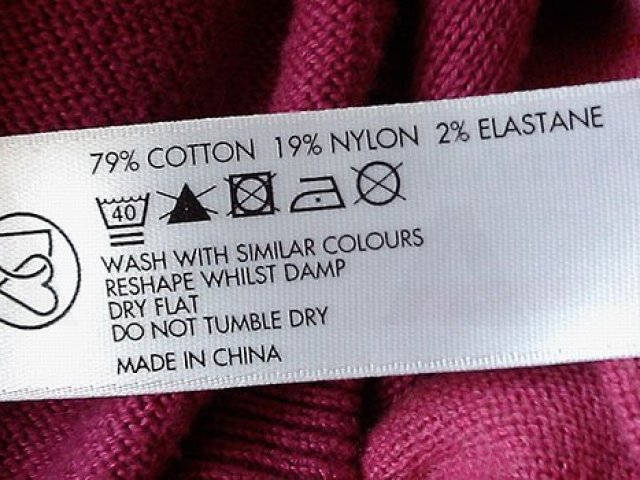 79% COTTON 19% NYLON 2% ELASTANE
40
WASH WITH SIMILAR COLOURS
RESHAPE WHILST DAMP
DRY FLAT
DO NOT TUMBLE DRY
MADE IN CHINA